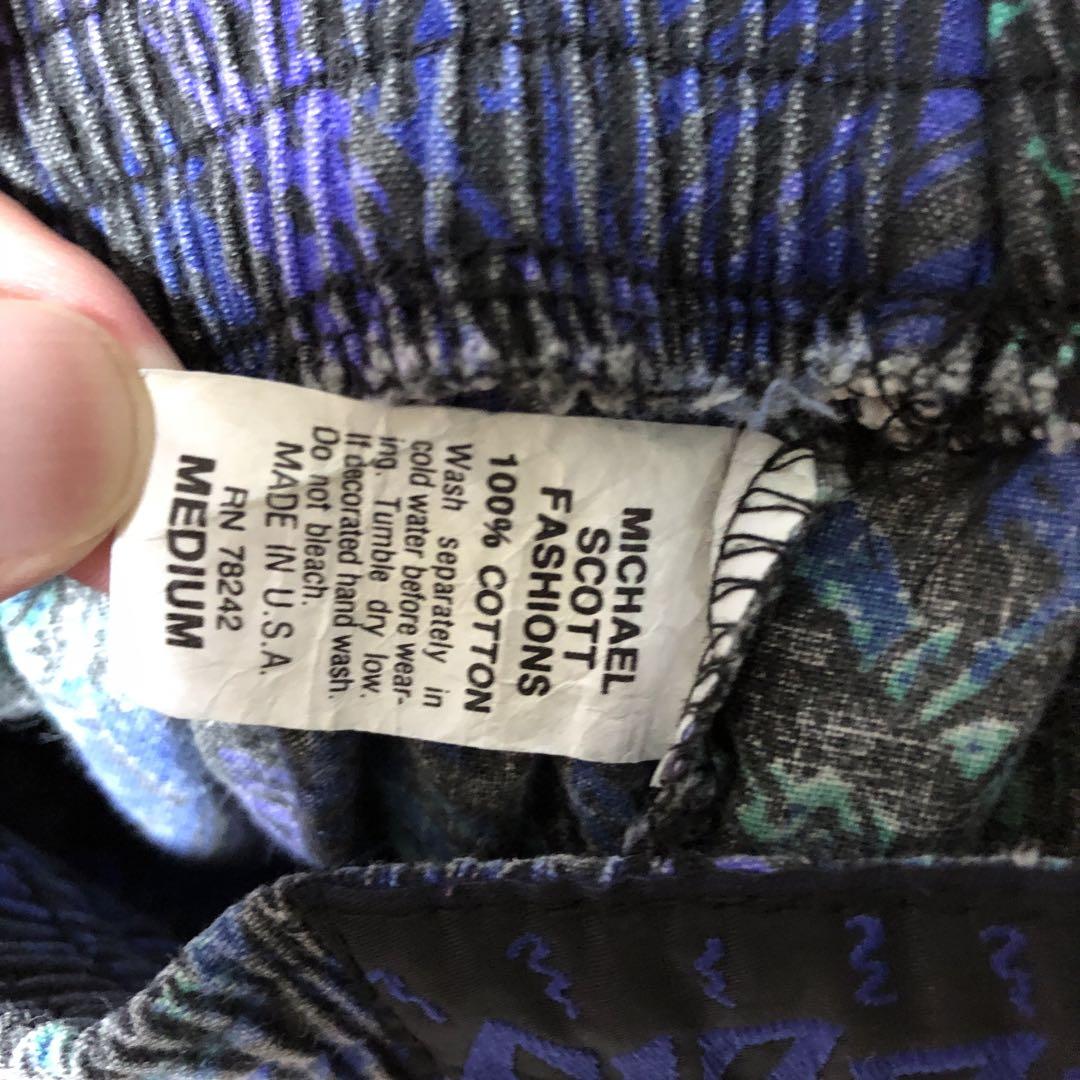 MICHAEL
SCOTT
FASHIONS
100% COTTON
Wash separately in
cold water before wear-
ing. Tumble dry low.
If decorated hand wash.
Do not bleach.
MADE IN U.S.A.
RN 78242
MEDIUM